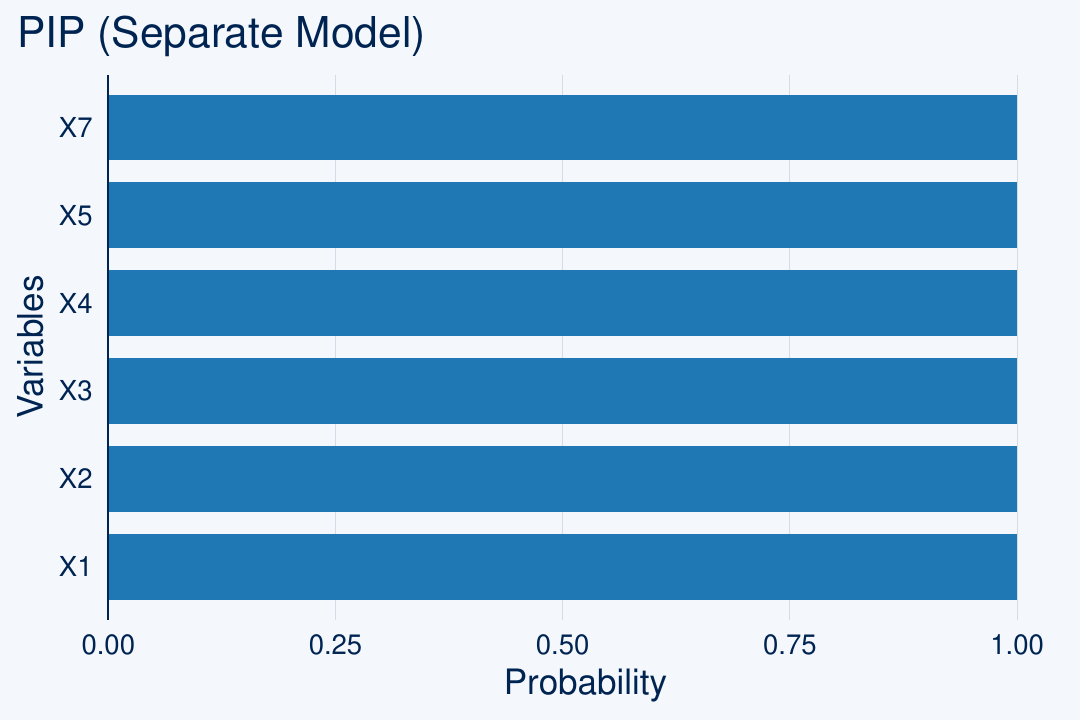 PIP (Separate Model)
Variables
X7
X5
X4
X3
X2
X1
0.00 0.25 0.50 0.75 1.00
Probability